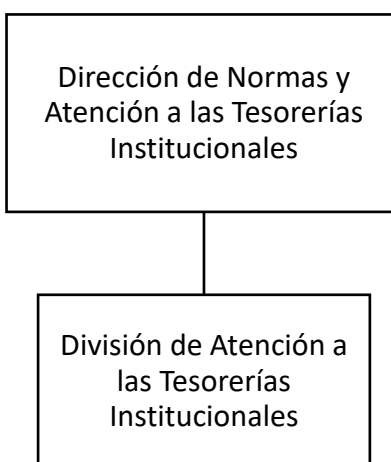 Dirección de Normas y
Atención a las Tesorerías
Institucionales
División de Atención a
las Tesorerías
Institucionales